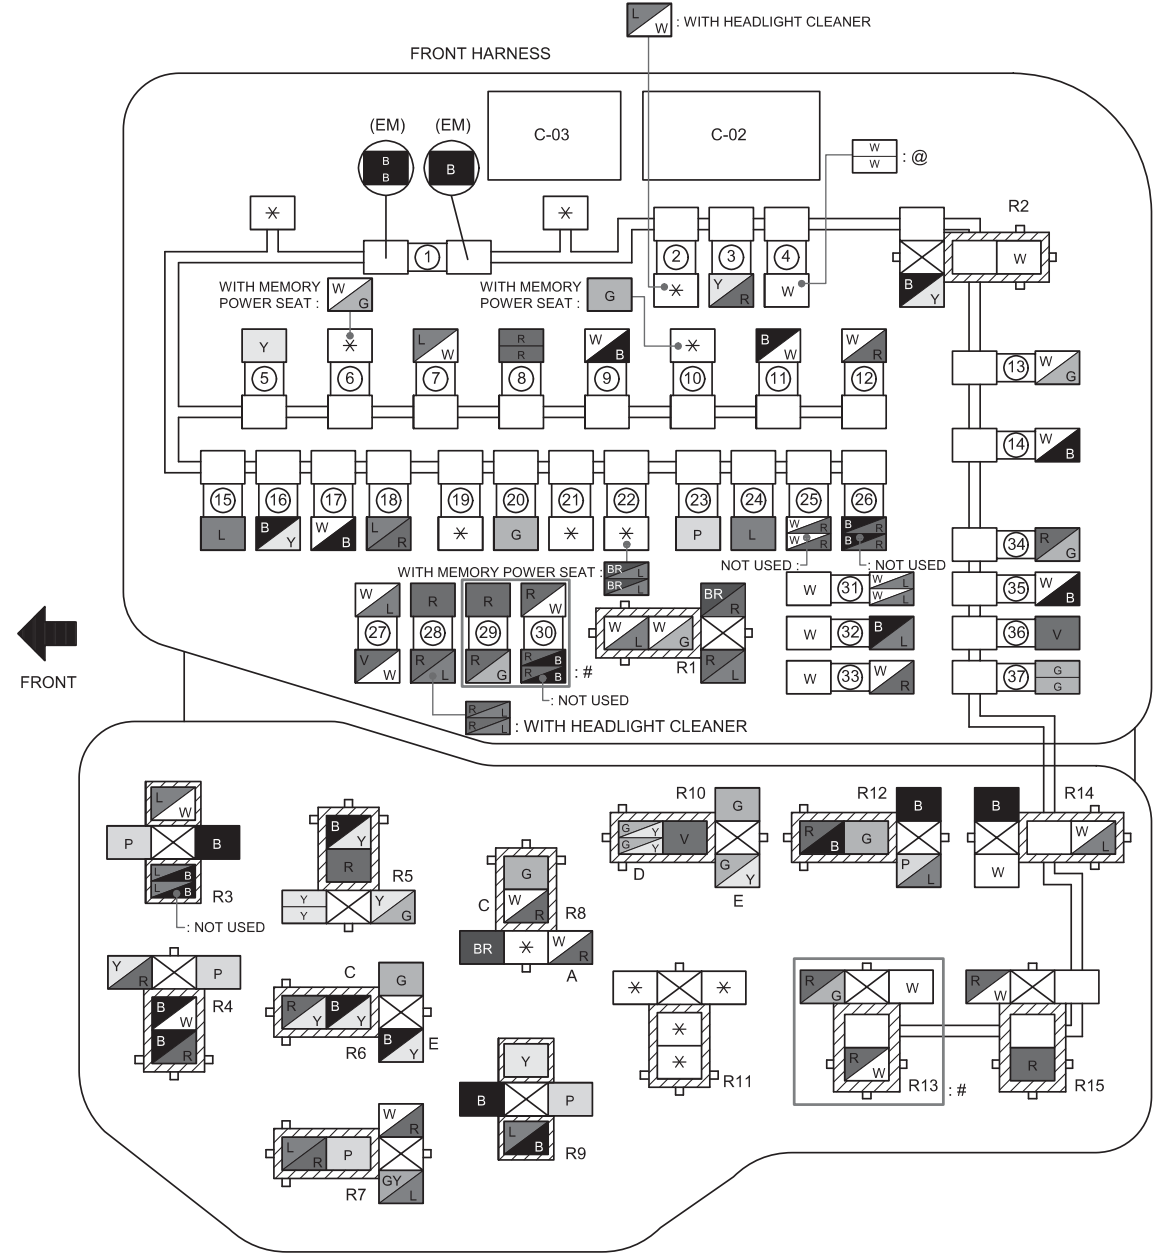 L W : WITH HEADLIGHT CLEANER
FRONT HARNESS
(EM) (EM)
C-03 C-02
B B B
W W : @
* *
R2
1 2 3 4
W
WITH MEMORY POWER SEAT : W G
WITH MEMORY POWER SEAT : G
* Y R W B Y
Y * L W R R W B * B W W R
5 6 7 8 9 10 11 12
13 W G
14 W B
15 16 17 18 19 20 21 22 23 24 25 26
L B Y W B L R * G * * P L W R W R B R B R
NOT USED : : NOT USED
WITH MEMORY POWER SEAT : BR L BR L
34 R G
W 31 W L W L
35 W B
W L R R R W BR R
27 28 29 30
W L W G
W 32 B L
36 V
V W R L R G R B R B : #
R1 R L
W 33 W R
37 G G
: NOT USED
R L R L : WITH HEADLIGHT CLEANER
FRONT
L W
P B
L B L B
R3
: NOT USED
B Y
R
R5
Y Y Y G
R10 G
G Y G Y V
D G Y
E
R12 B
R B G
P L
B R14
W L
W
G
C W R R8
BR * W R
A
Y R P
R4
B W
B R
C G
R Y B Y
R6 B Y E
* *
*
*
R11
R G W
R W
R13 : #
R W
R
R15
Y
B P
L B
R9
W R
L R P
R7 GY L